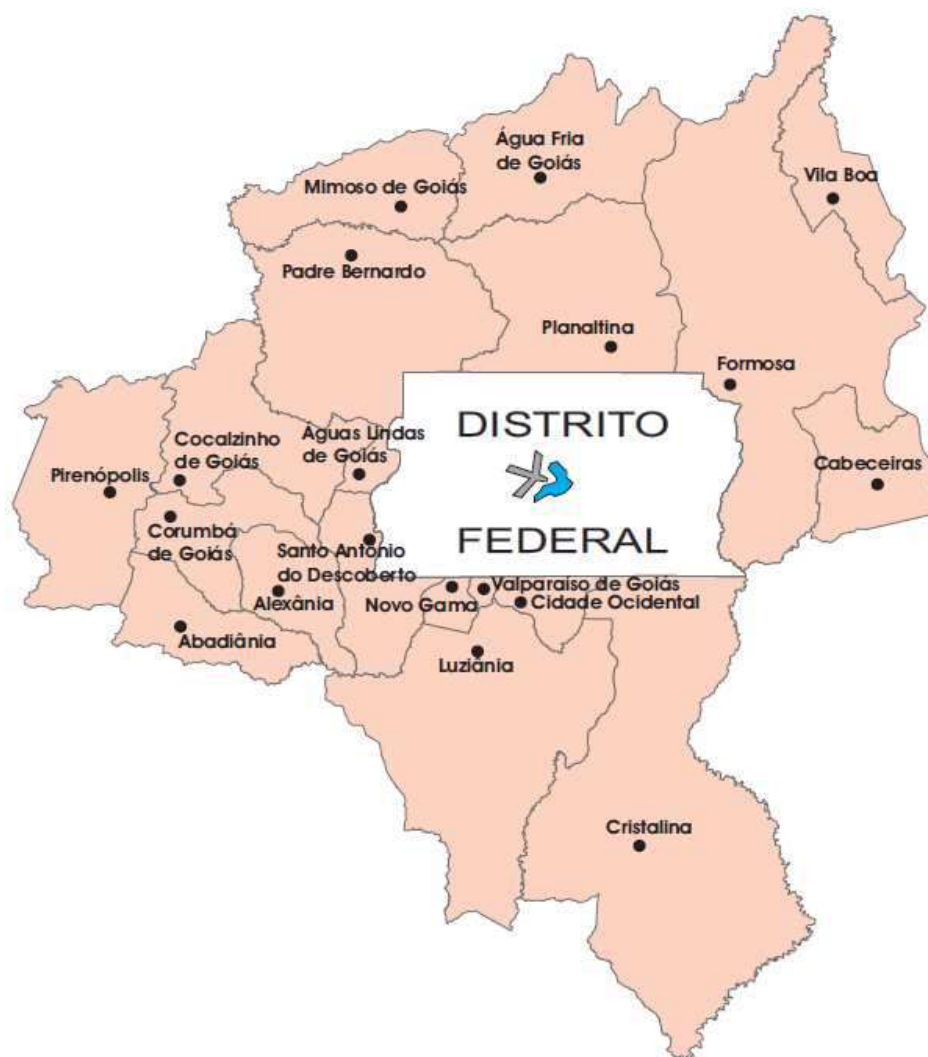 Água Fria
de Goiás
Mimoso de Goiás
Vila Boa
Padre Bernardo
Planaltina
Formosa
DISTRITO
FEDERAL
Águas Lindas
de Goiás
Cocalzinho
de Goiás
Pirenópolis
Cabeceiras
Corumbá
de Goiás
Santo Antônio
do Descoberto
Alexânia
Novo Gama
Valparaíso de Goiás
Cidade Ocidental
Abadiânia
Luziânia
Cristalina